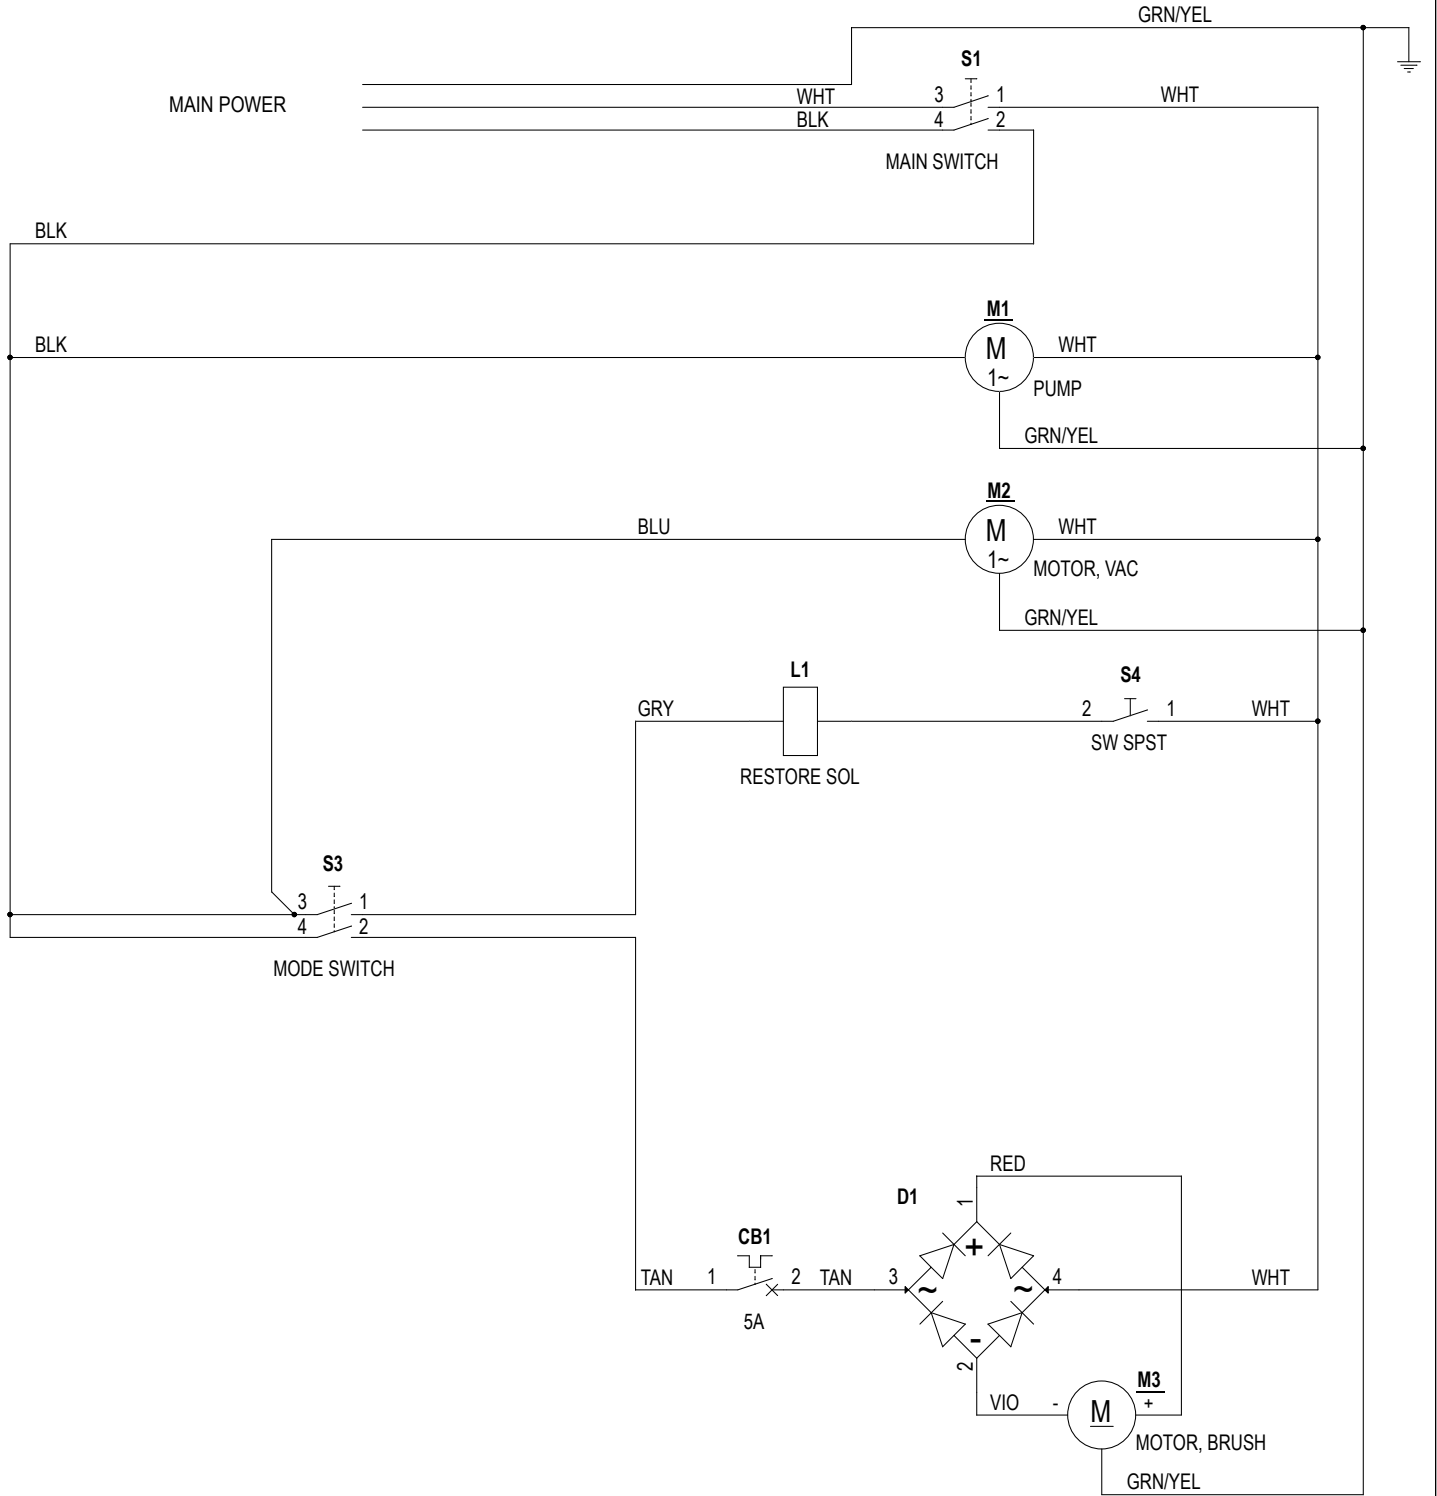 GRN/YEL
S1
MAIN POWER
WHT 3 1 WHT
BLK 4 2
MAIN SWITCH
BLK
M1
BLK M WHT
1~
PUMP
GRN/YEL
M2
BLU M WHT
1~
MOTOR, VAC
GRN/YEL
L1 S4
GRY 2 1 WHT
SW SPST
RESTORE SOL
S3
3 1
4 2
MODE SWITCH
RED
D1 1
CB1 +
TAN 1 2 TAN 3 ~ ~ 4 WHT
5A
-
2
M3
VIO - M +
MOTOR, BRUSH
GRN/YEL